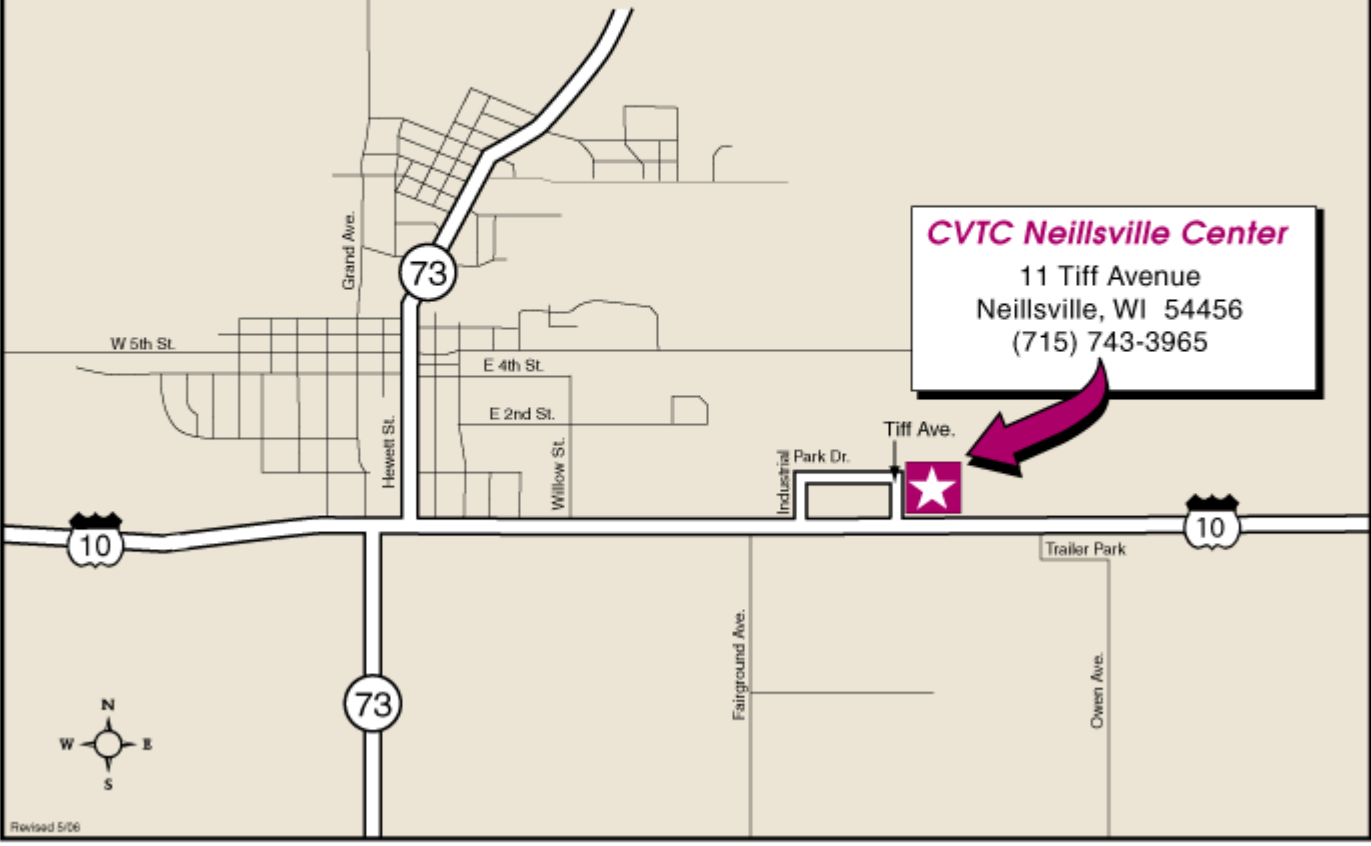 73
CVTC Neillsville Center
11 Tiff Avenue
Neillsville, WI 54456
(715) 743-3965
Grand Ave.
W 5th St.
E 4th St.
E 2nd St.
Hewett St.
Willow St.
Tiff Ave.
Industrial
Park Dr.
10
10
Trailer Park
Fairground Ave.
Owen Ave.
73
N
W E
S
Revised 5/06